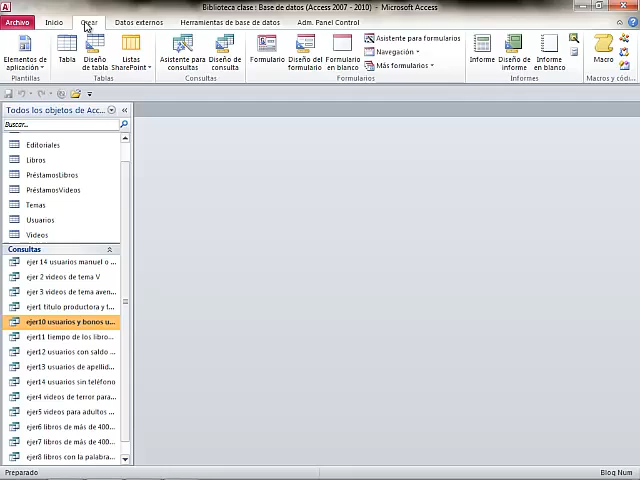 Biblioteca clase : Base de datos (Access 2007 - 2010) - Microsoft Access
Archivo Inicio Crear Datos externos Herramientas de base de datos Adm. Panel Control
Elementos de aplicación
Tabla
Diseño de tabla
Listas SharePoint
Asistente para consultas
Diseño de consulta
Formulario
Diseño del formulario
Formulario en blanco
Asistente para formularios
Navegación
Más formularios
Informe
Diseño de informe
Informe en blanco
Macro
Plantillas Tablas Consultas Formularios Informes Macros y códi...
Todos los objetos de Acc...
Buscar...
Editoriales
Libros
PréstamosLibros
PréstamosVideos
Temas
Usuarios
Videos
Consultas
ejer 14 usuarios manuel o ...
ejer 2 videos de tema V
ejer 3 videos de tema aven...
ejer1 titulo productora y t...
ejer10 usuarios y bonos u...
ejer11 tiempo de los libro...
ejer12 usuarios con saldo ...
ejer13 usuarios de apellid...
ejer14 usuarios sin teléfono
ejer4 videos de terror para...
ejer5 videos para adultos ...
ejer6 libros de más de 400...
ejer7 libros de más de 400...
ejer8 libros con la palabra...
Preparado
Bloq Num